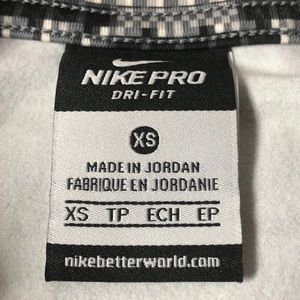 NIKE PRO
DRI-FIT
XS
MADE IN JORDAN
FABRIQUE EN JORDANIE
XS TP ECH EP
nikebetterworld.com